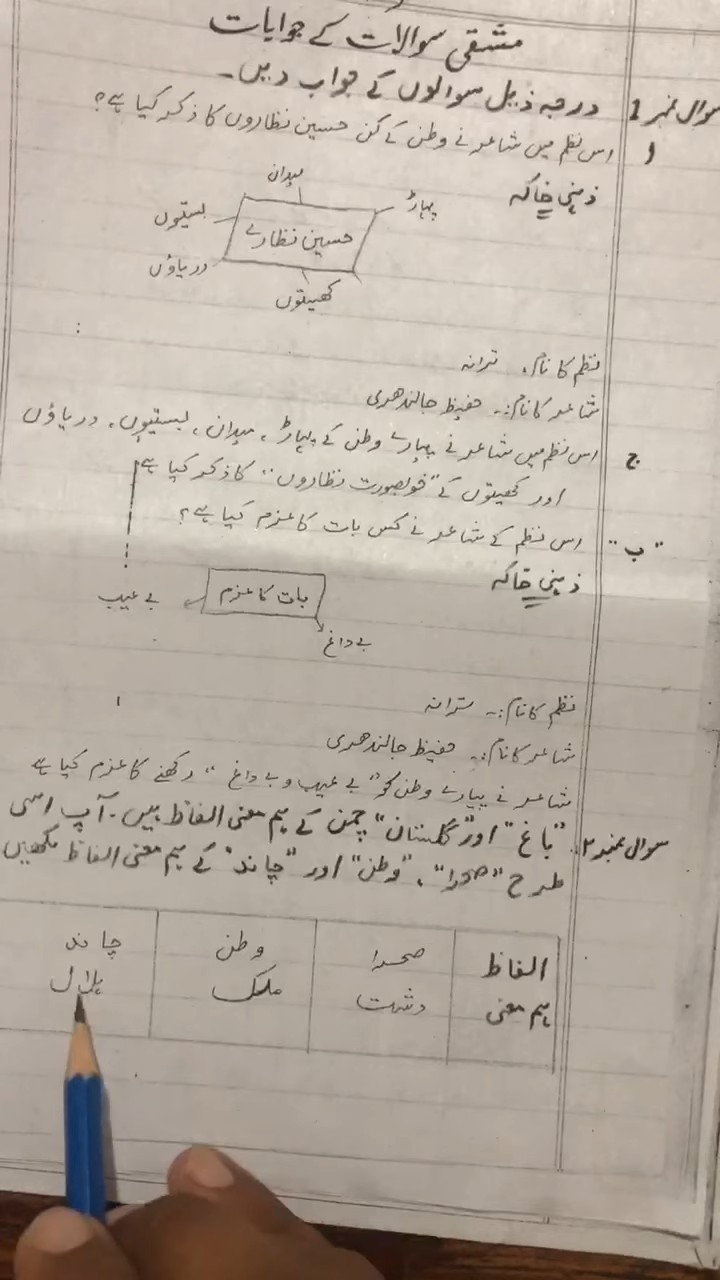 مشقی سوالات کے جوابات
سوال نمبر 1 درجہ ذیل سوالوں کے جواب دیں۔
ا اس نظم میں شاعر نے وطن کے کن حسین نظاروں کا ذکر کیا ہے؟
ذہنی خاکہ
میدان
پہاڑ
بستیوں
حسین نظارے
دریاؤں
کھیتوں
نظم کا نام:۔ ترانہ
شاعر کا نام:۔ حفیظ جالندھری
ج اس نظم میں شاعر نے پیارے وطن کے پہاڑ، میدان، بستیوں، دریاؤں
اور کھیتوں کے "خوبصورت نظاروں" کا ذکر کیا ہے
"ب" اس نظم کے شاعر نے کس بات کا عزم کیا ہے؟
ذہنی خاکہ
بات کا عزم
بے عیب
بے داغ
نظم کا نام:۔ ترانہ
شاعر کا نام:۔ حفیظ جالندھری
شاعر نے پیارے وطن کو "بے عیب و بے داغ" رکھنے کا عزم کیا ہے
سوال نمبر ۲: "باغ" اور "گلستان" چمن کے ہم معنی الفاظ ہیں۔ آپ اسی
طرح "صحرا"، "وطن" اور "چاند" کے ہم معنی الفاظ لکھیں
الفاظ صحرا وطن چاند
ہم معنی دشت ملک ہلال